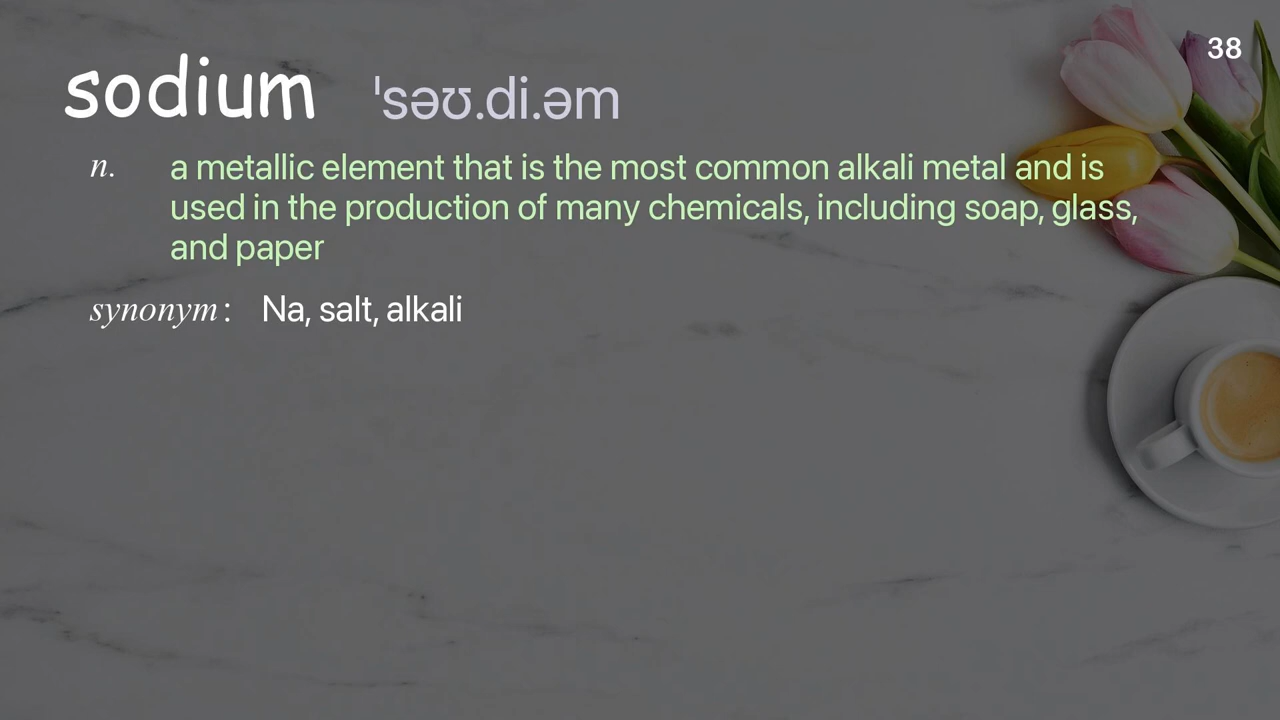 38
sodium ˈsəʊ.di.əm
n. a metallic element that is the most common alkali metal and is
used in the production of many chemicals, including soap, glass,
and paper
synonym: Na, salt, alkali